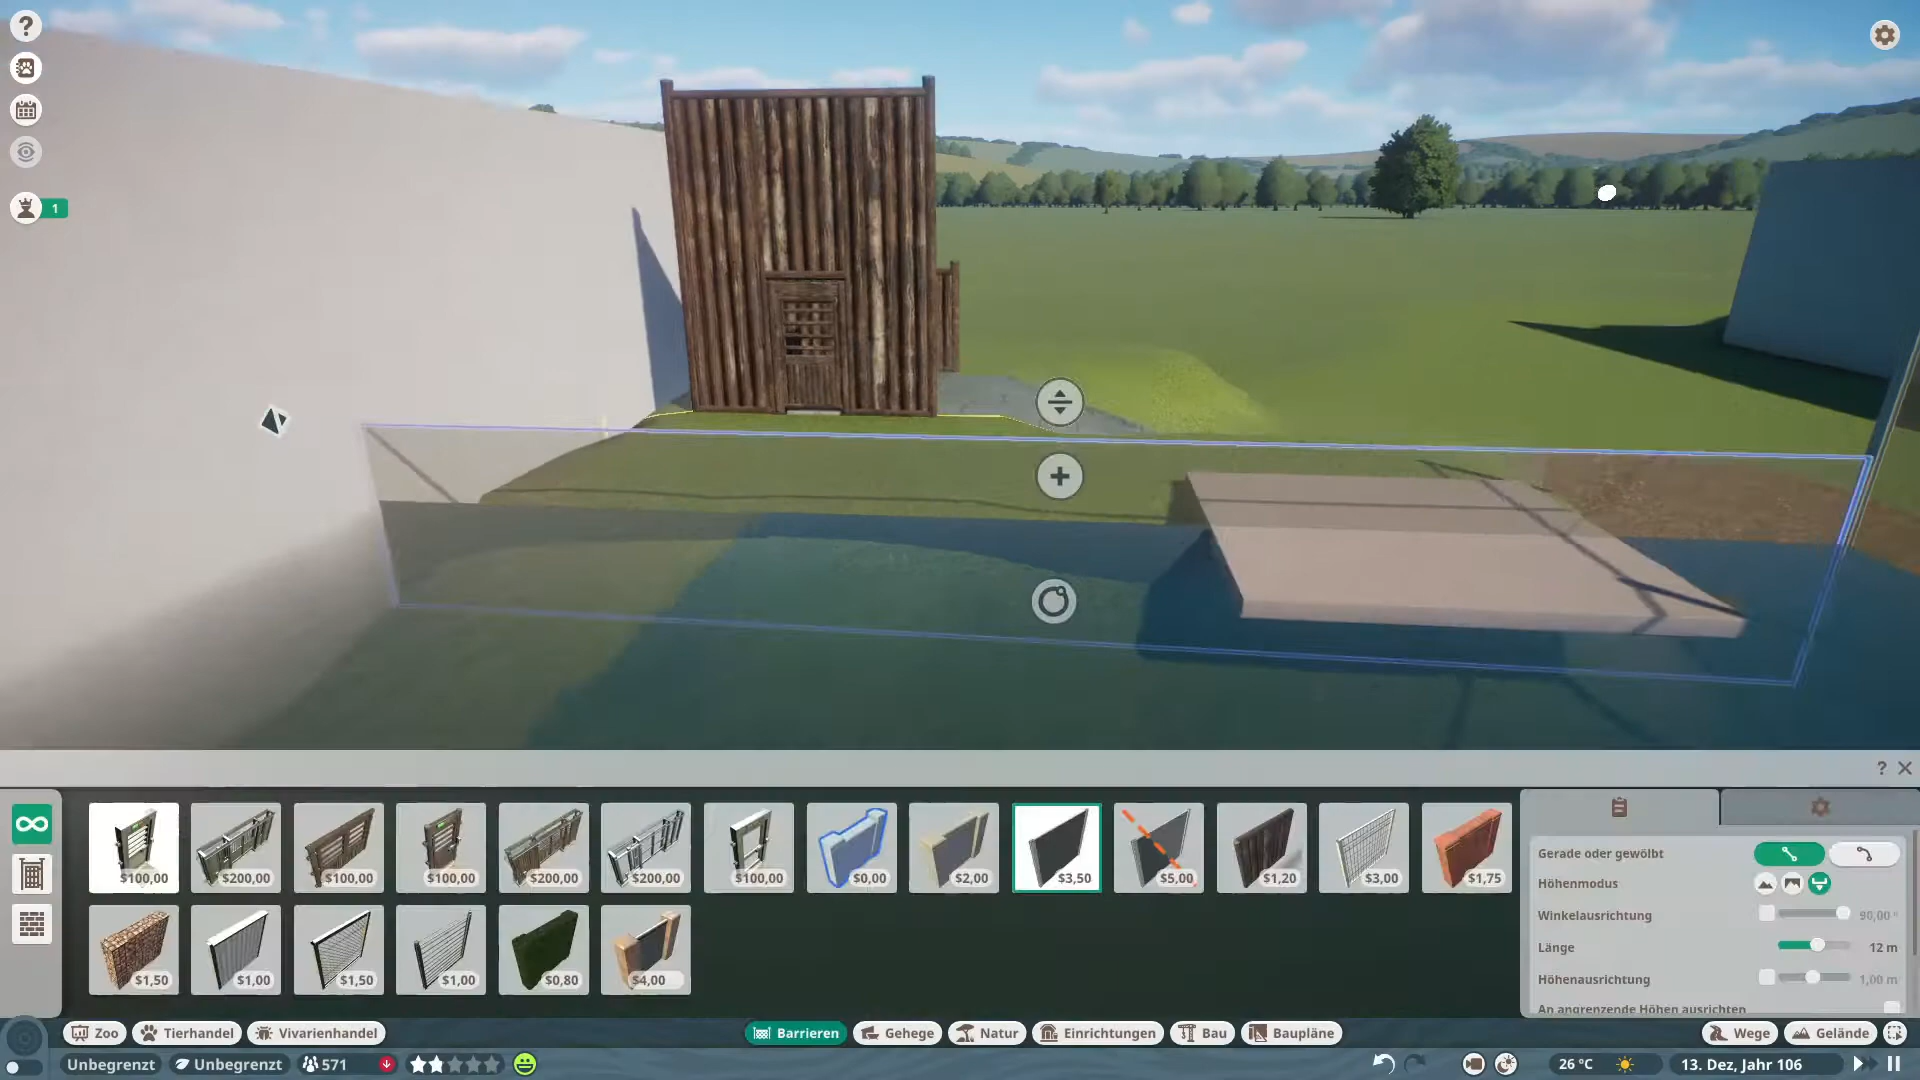 ?
1
? ×
$100,00 $200,00 $100,00 $100,00 $200,00 $200,00 $100,00 $0,00 $2,00 $3,50 $5,00 $1,20 $3,00 $1,75
$1,50 $1,00 $1,50 $1,00 $0,80 $4,00
Gerade oder gewölbt
Höhenmodus
Winkelausrichtung 90,00 °
Länge 12 m
Höhenausrichtung 1,00 m
An angrenzende Höhen ausrichten
Zoo Tierhandel Vivarienhandel Barrieren Gehege Natur Einrichtungen Bau Baupläne Wege Gelände
Unbegrenzt Unbegrenzt 571 26 °C 13. Dez, Jahr 106